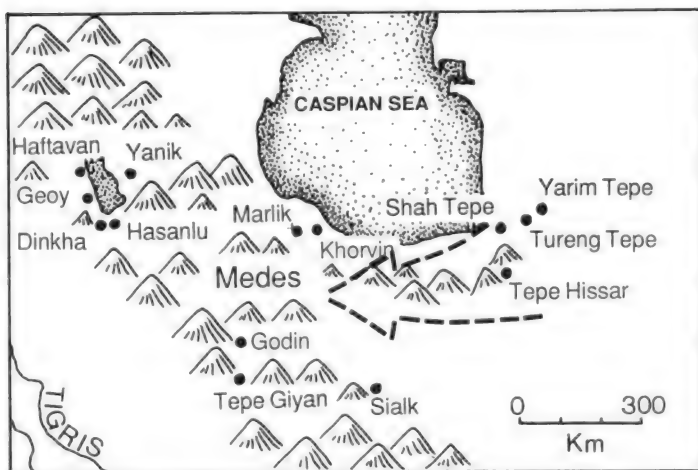 CASPIAN SEA
Haftavan
Yanik
Geoy
Yarim Tepe
Shah Tepe
Marlik
Dinkha
Hasanlu
Khorvin
Tureng Tepe
Medes
Tepe Hissar
Godin
Tepe Giyan
Sialk
0 300
Km
TIGRIS